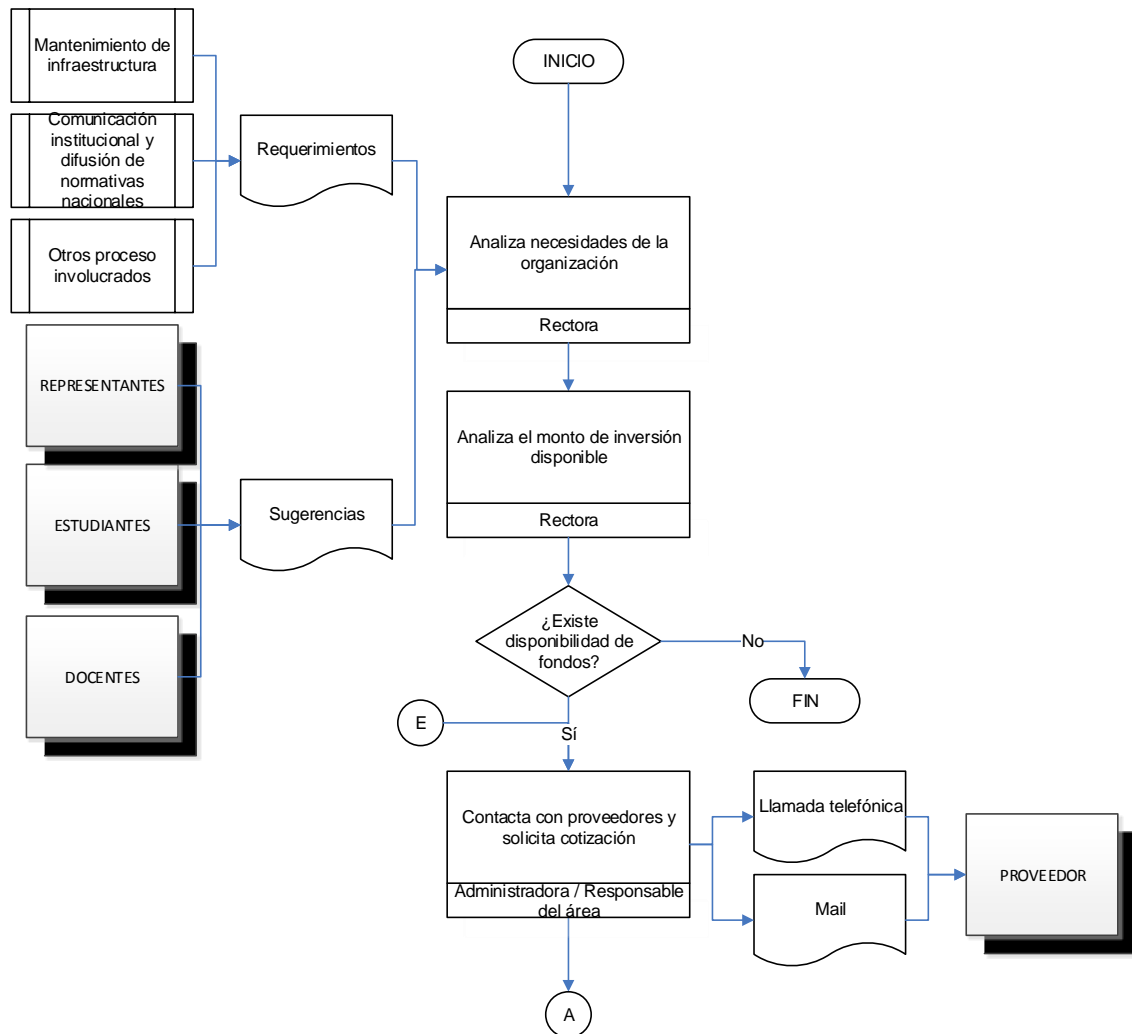 Mantenimiento de
infraestructura
INICIO
Comunicación
institucional y
difusión de
normativas
nacionales
Requerimientos
Otros proceso
involucrados
Analiza necesidades de la
organización
Rectora
REPRESENTANTES
Analiza el monto de inversión
disponible
Rectora
ESTUDIANTES
Sugerencias
DOCENTES
¿Existe
disponibilidad de
fondos?
No
FIN
E
Sí
Contacta con proveedores y
solicita cotización
Administradora / Responsable
del área
Llamada telefónica
Mail
PROVEEDOR
A